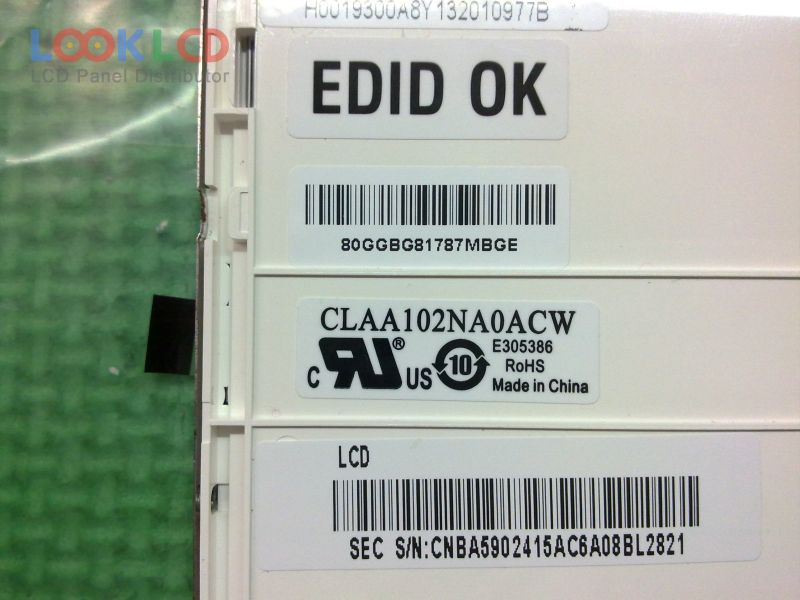 H0019300A8Y132010977B
LOOKLCD
LCD Panel Distributor
EDID OK
80GGBG81787MBGE
CLAA102NA0ACW
E305386
RoHS
C RU ® US 10
Made in China
LCD
SEC S/N:CNBA5902415AC6A08BL2821